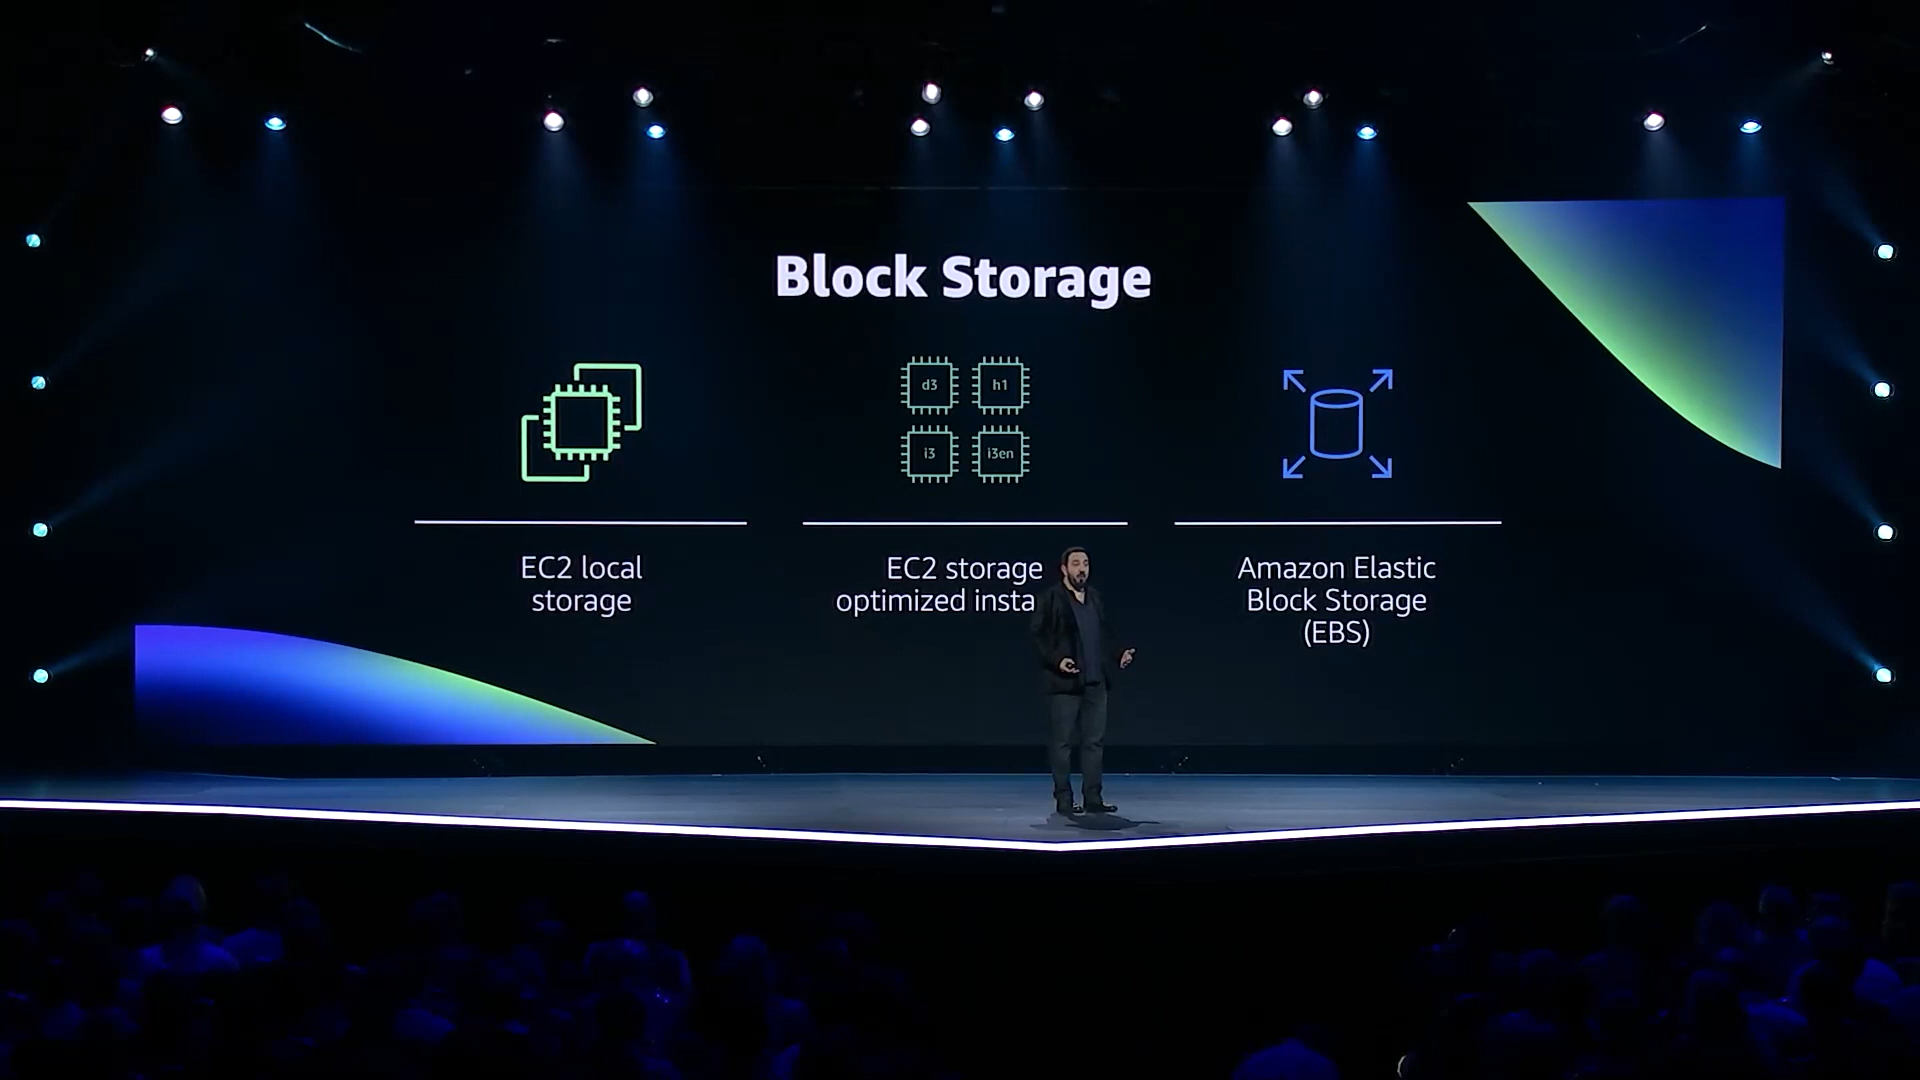 Block Storage
d3
h1
i3
i3en
EC2 local
storage
EC2 storage
optimized insta
Amazon Elastic
Block Storage
(EBS)